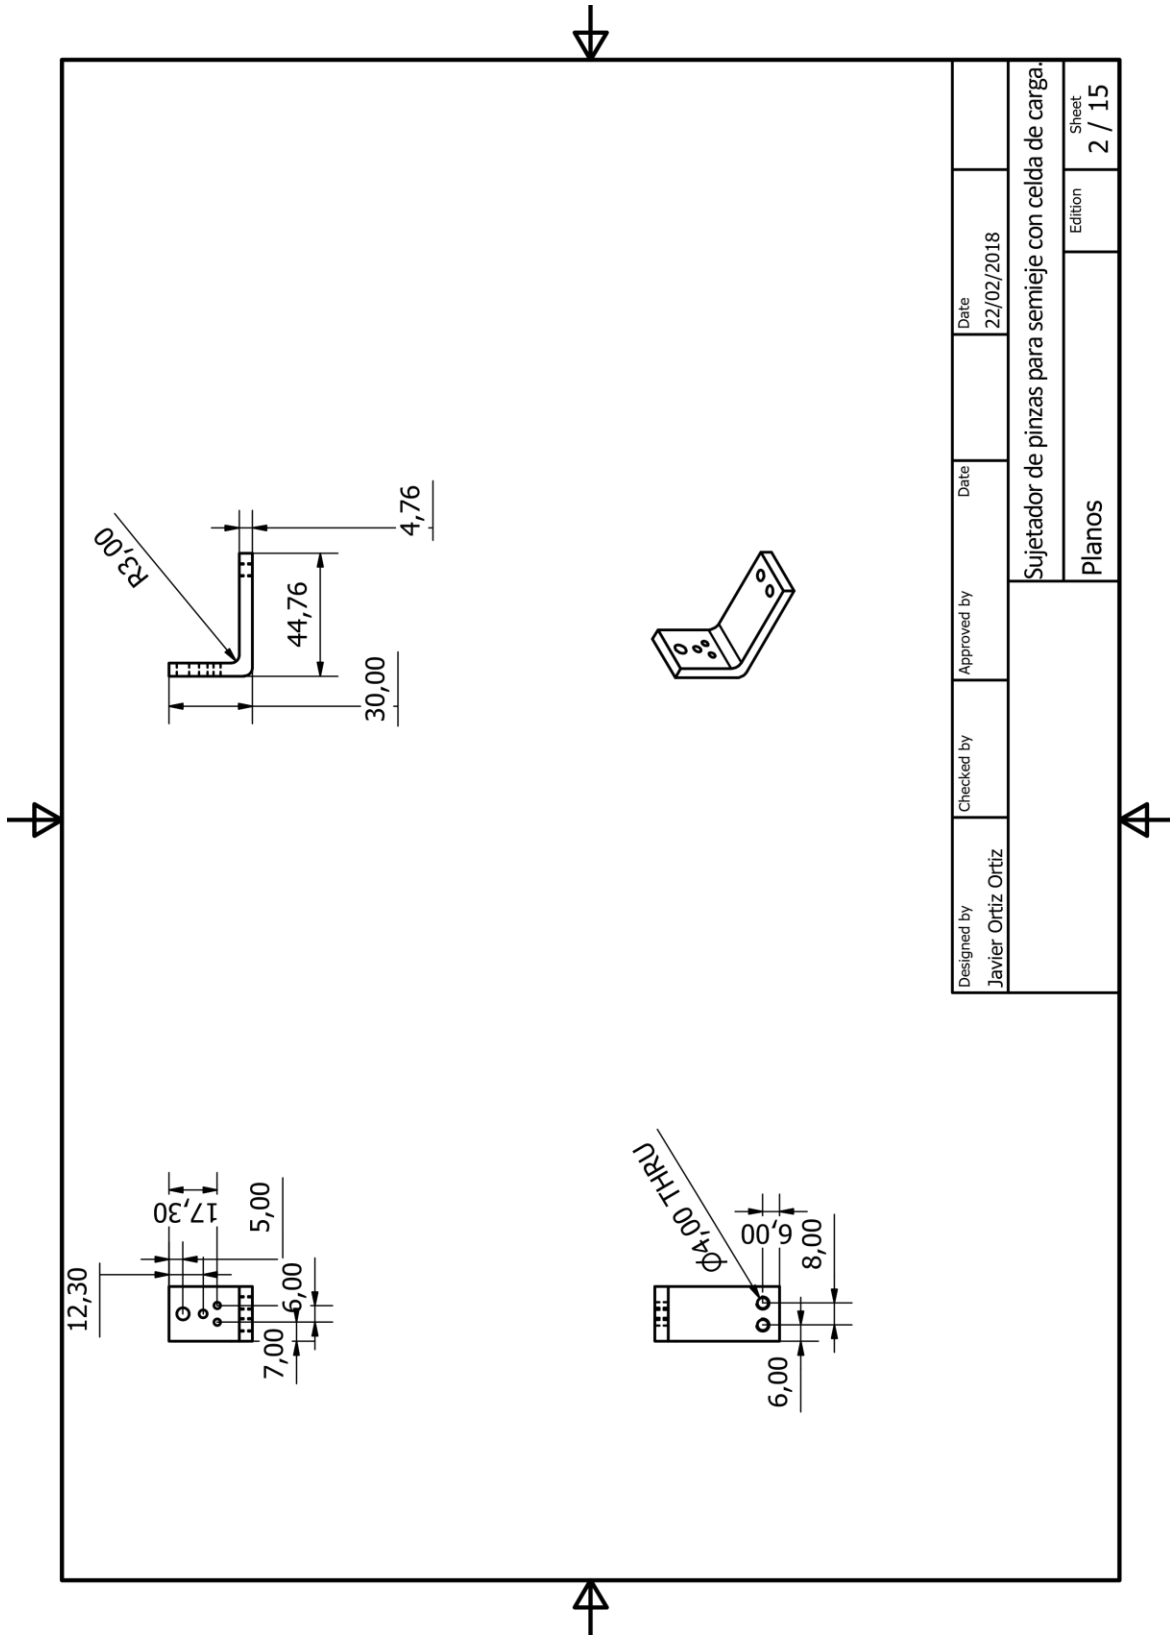 12,30
17,30
5,00
6,00
7,00
R3,00
4,76
44,76
30,00
Ø4,00 THRU
6,00
8,00
6,00
Designed by
Javier Ortiz Ortiz
Checked by
Approved by
Date
Date
22/02/2018
Sujetador de pinzas para semieje con celda de carga.
Planos
Edition
Sheet
2 / 15